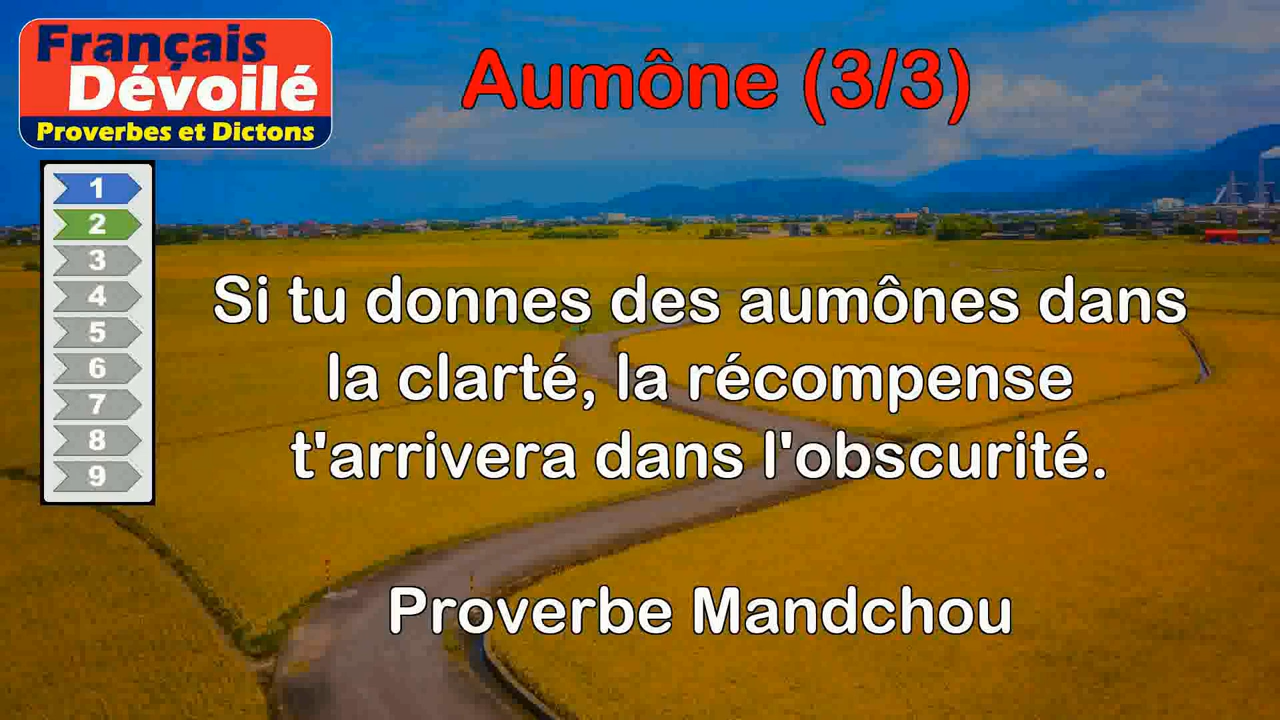 Français
Dévoilé
Proverbes et Dictons
Aumône (3/3)
1
2
3
4
5
6
7
8
9
Si tu donnes des aumônes dans
la clarté, la récompense
t'arrivera dans l'obscurité.
Proverbe Mandchou